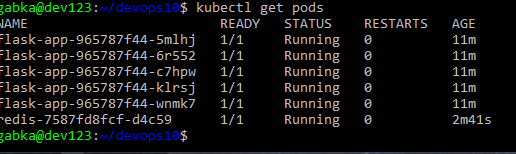 gabka@dev123:~/devops10$ kubectl get pods
NAME READY STATUS RESTARTS AGE
flask-app-965787f44-5mlhj 1/1 Running 0 11m
flask-app-965787f44-6r552 1/1 Running 0 11m
flask-app-965787f44-c7hpw 1/1 Running 0 11m
flask-app-965787f44-klrsj 1/1 Running 0 11m
flask-app-965787f44-wnmk7 1/1 Running 0 11m
redis-7587fd8fcf-d4c59 1/1 Running 0 2m41s
gabka@dev123:~/devops10$